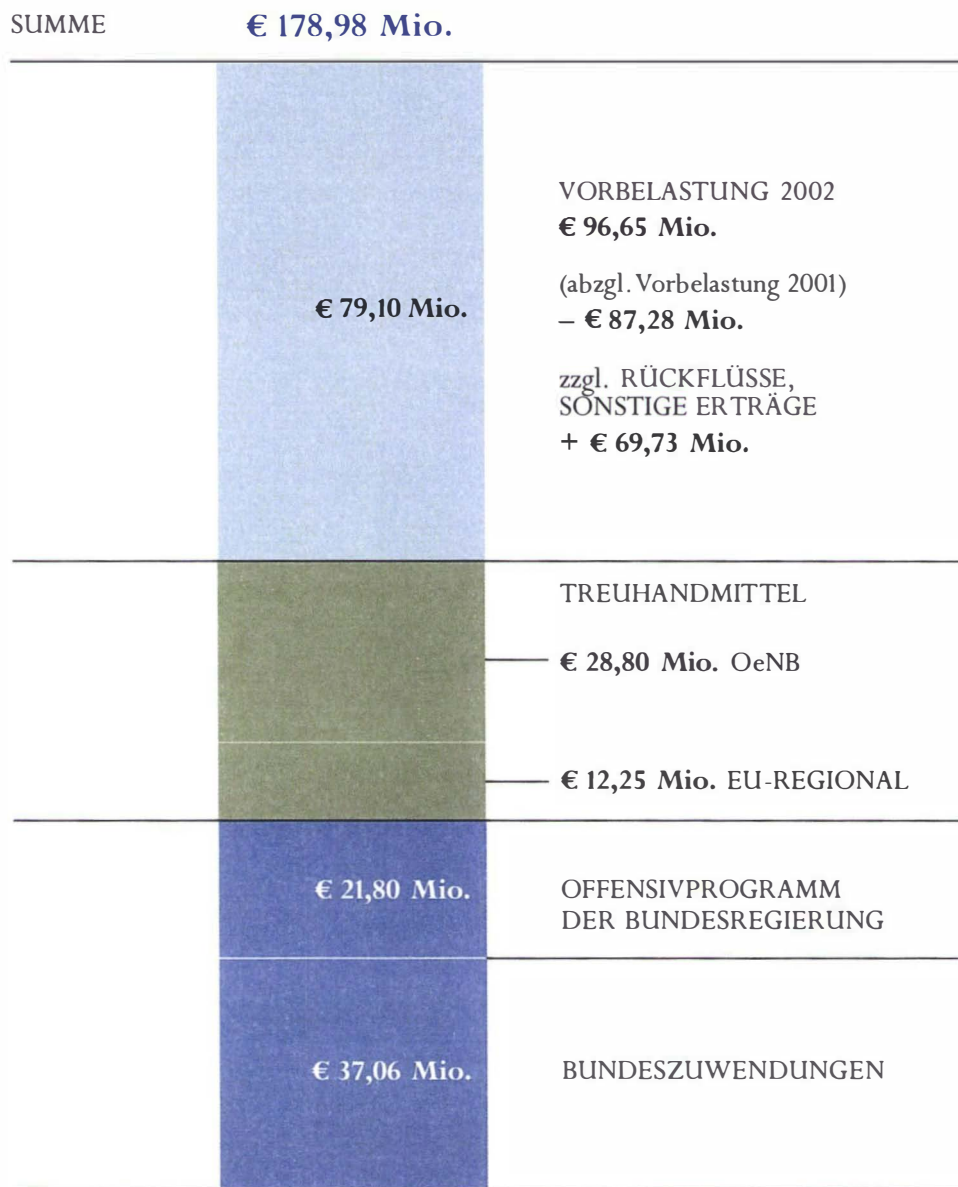 SUMME € 178,98 Mio.
VORBELASTUNG 2002
€ 96,65 Mio.
(abzgl. Vorbelastung 2001)
€ 79,10 Mio.
– € 87,28 Mio.
zzgl. RÜCKFLÜSSE,
SONSTIGE ERTRÄGE
+ € 69,73 Mio.
TREUHANDMITTEL
€ 28,80 Mio. OeNB
€ 12,25 Mio. EU-REGIONAL
€ 21,80 Mio.
OFFENSIVPROGRAMM
DER BUNDESREGIERUNG
€ 37,06 Mio.
BUNDESZUWENDUNGEN